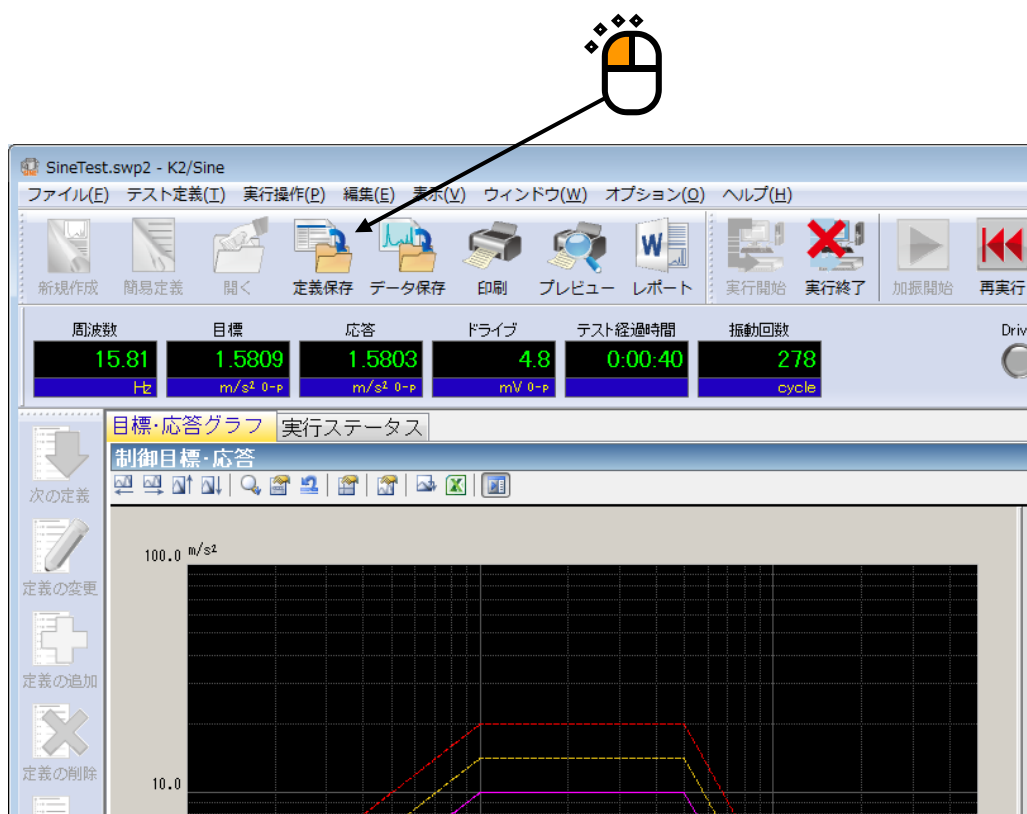 SineTest.swp2 - K2/Sine
ファイル(F) テスト定義(T) 実行操作(P) 編集(E) 表示(V) ウィンドウ(W) オプション(O) ヘルプ(H)
新規作成 簡易定義 開く 定義保存 データ保存 印刷 プレビュー レポート 実行開始 実行終了 加振開始 再実行
周波数 目標 応答 ドライブ テスト経過時間 振動回数 Driv
15.81 1.5809 1.5803 4.8 0:00:40 278
Hz m/s² 0-P m/s² 0-P mV 0-P cycle
目標・応答グラフ 実行ステータス
制御目標・応答
次の定義
定義の変更
定義の追加
定義の削除
100.0 m/s²
10.0